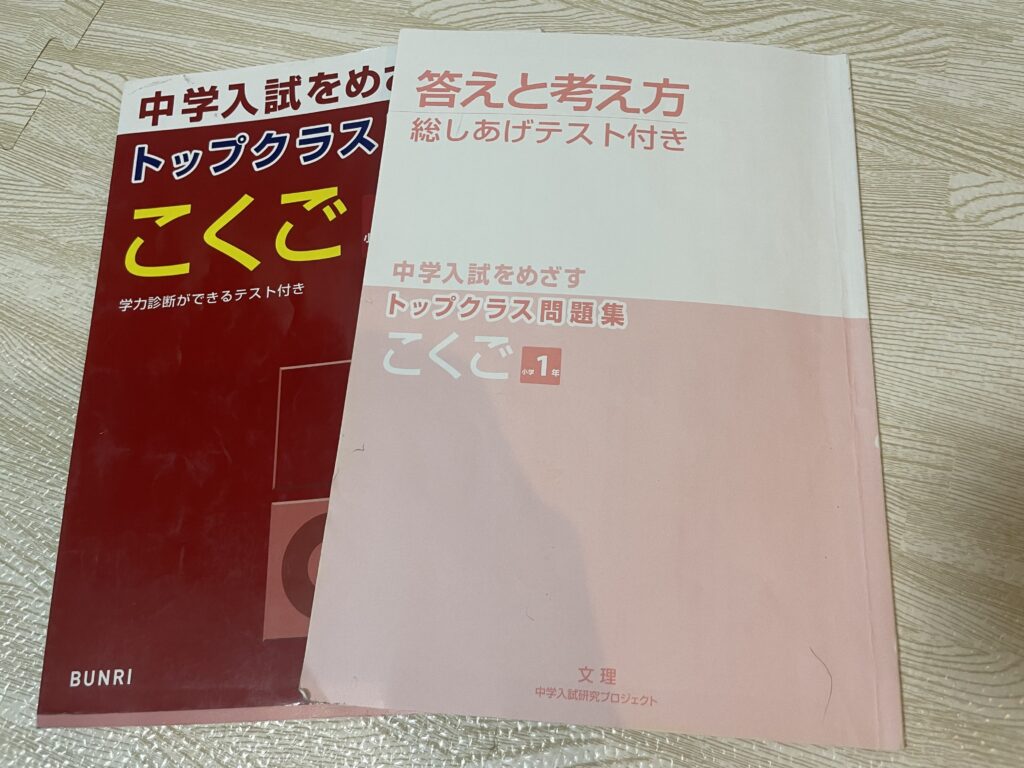 中学入試をめざ
トップクラス
こくご
学力診断ができるテスト付き
BUNRI
答えと考え方
総しあげテスト付き
中学入試をめざす
トップクラス問題集
こくご 小学1年
文理
中学入試研究プロジェクト